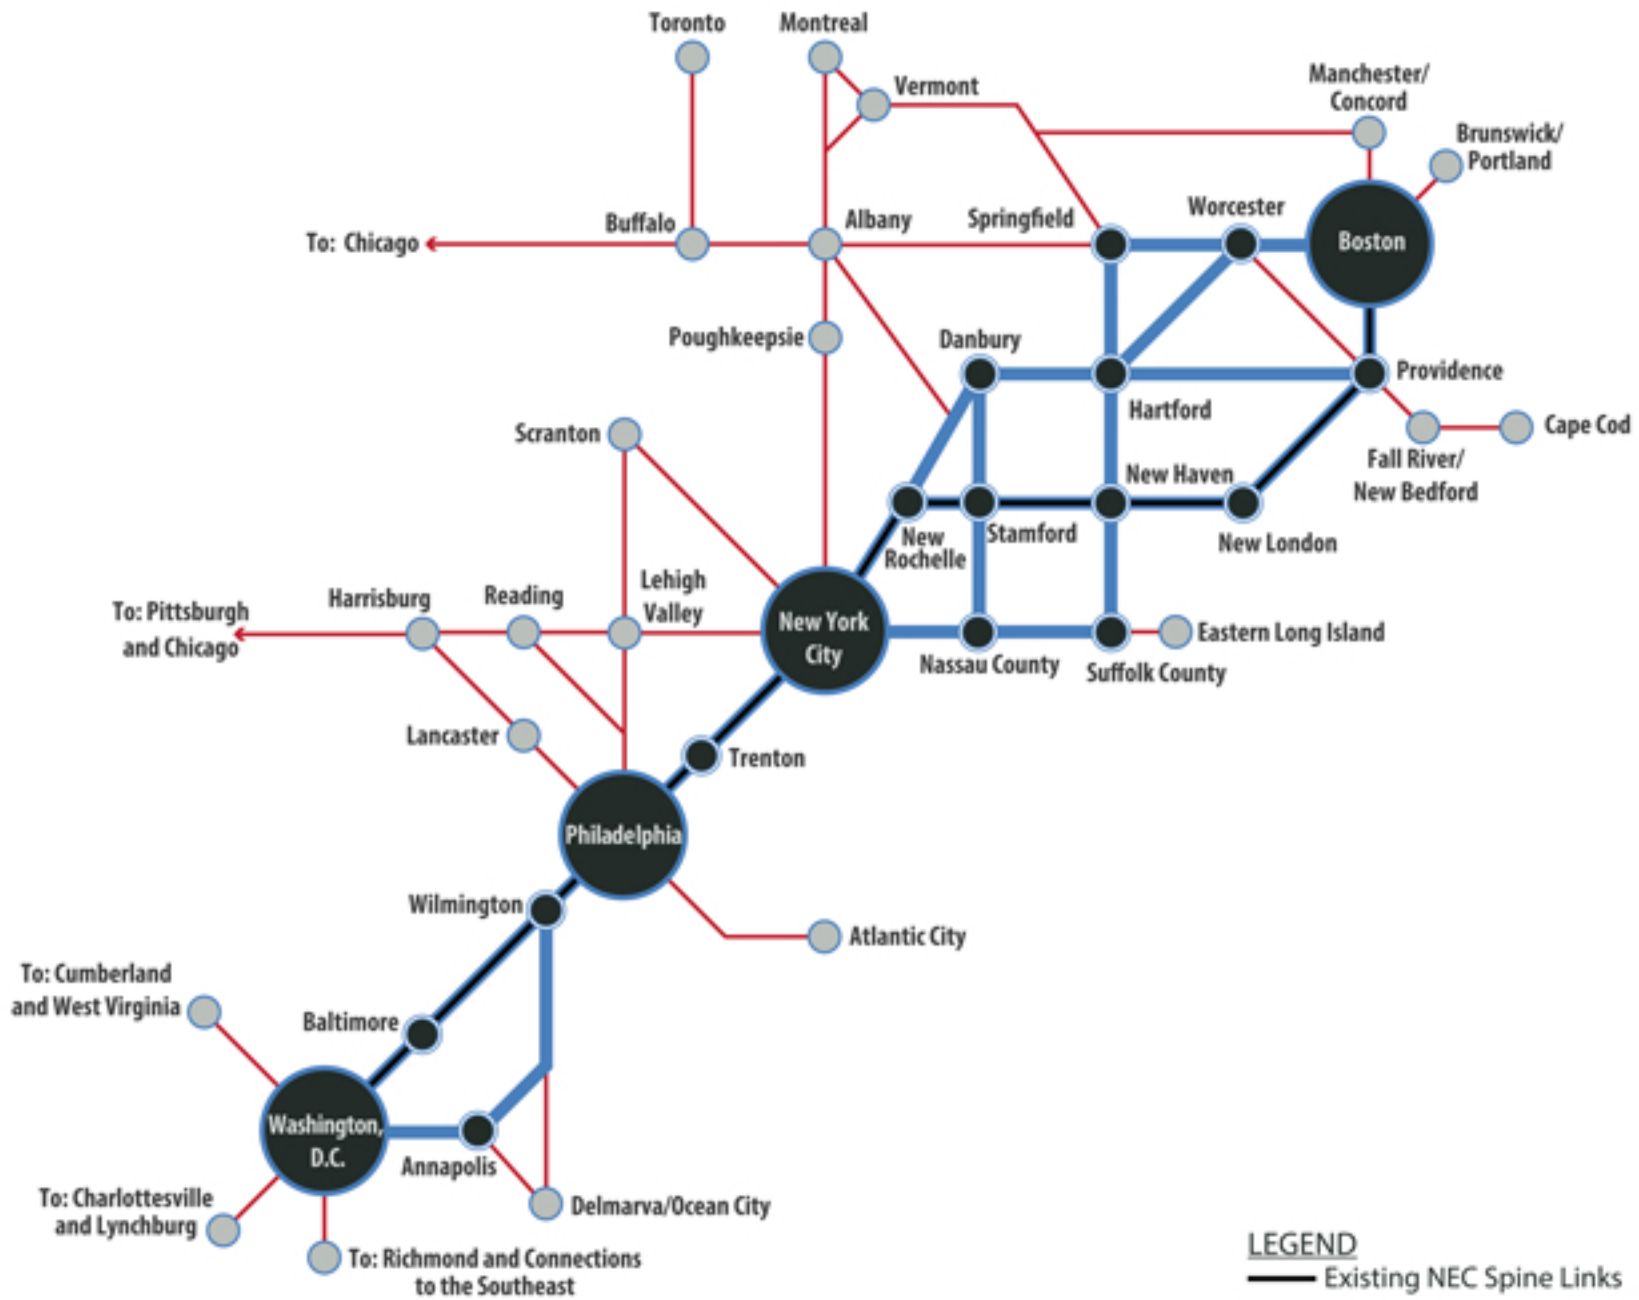 Toronto
Montreal
Vermont
Manchester/
Concord
Brunswick/
Portland
To: Chicago
Buffalo
Albany
Springfield
Worcester
Boston
Poughkeepsie
Danbury
Hartford
Providence
Cape Cod
Fall River/
New Bedford
Scranton
New Haven
New
Rochelle
Stamford
New London
To: Pittsburgh
and Chicago
Harrisburg
Reading
Lehigh
Valley
New York
City
Nassau County
Suffolk County
Eastern Long Island
Lancaster
Trenton
Philadelphia
Wilmington
Atlantic City
To: Cumberland
and West Virginia
Baltimore
Washington,
D.C.
Annapolis
Delmarva/Ocean City
To: Charlottesville
and Lynchburg
To: Richmond and Connections
to the Southeast
LEGEND
Existing NEC Spine Links